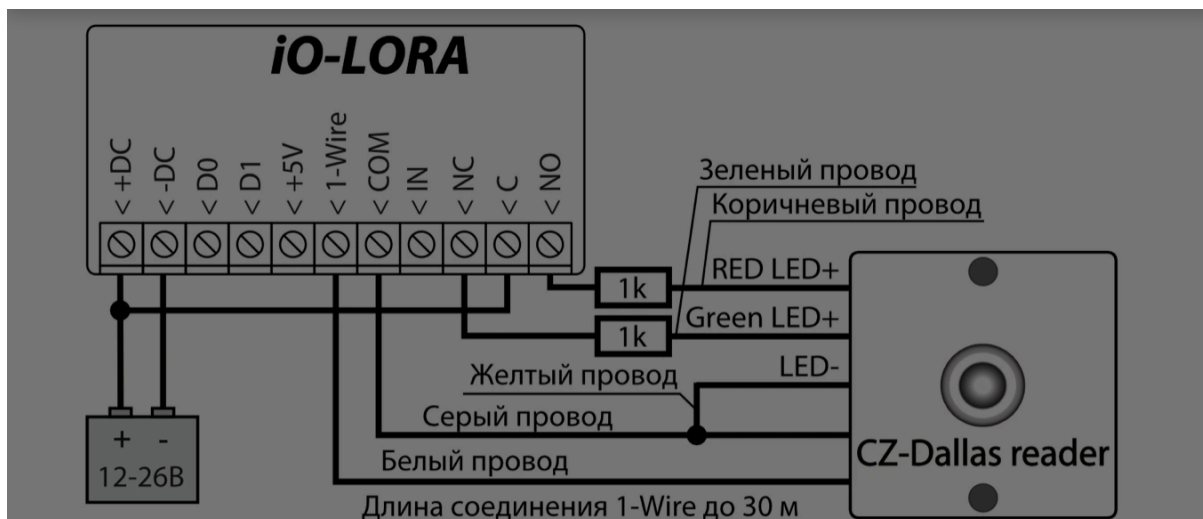 iO-LORA
< +DC
< -DC
< D0
< D1
< +5V
< 1-Wire
< COM
< IN
< NC
< C
< NO
Зеленый провод
Коричневый провод
1k
RED LED+
1k
Green LED+
LED-
Желтый провод
Серый провод
+ -
12-26В
CZ-Dallas reader
Белый провод
Длина соединения 1-Wire до 30 м